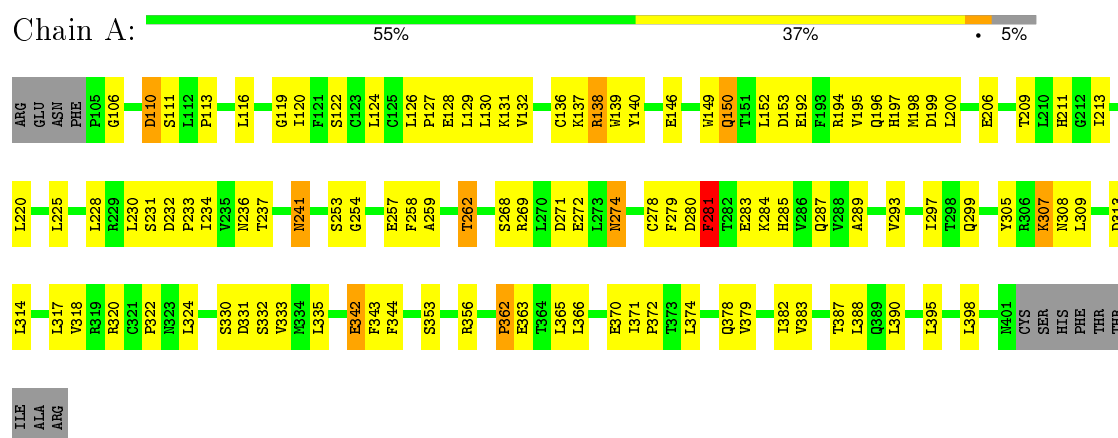 Chain A:
55% 37% • 5%
ARG GLU ASN PHE P105 G106 D110 S111 L112 P113 L116 G119 I120 F121 S122 C123 L124 C125 L126 P127 E128 L129 L130 K131 V132 C136 K137 R138 W139 Y140 E146 W149 Q150 T151 L152 D153 E192 F193 R194 V195 Q196 H197 M198 D199 L200 E206 T209 L210 H211 G212 I213
L220 L225 L228 R229 L230 S231 D232 P233 I234 V235 N236 T237 N241 S253 G254 E257 F258 A259 T262 S268 R269 L270 D271 E272 L273 N274 C278 F279 D280 F281 T282 E283 K284 H285 V286 Q287 V288 A289 V293 I297 T298 Q299 Y305 R306 K307 N308 L309 D313
L314 L317 V318 R319 R320 C321 P322 N323 L324 S330 D331 S332 V333 M334 L335 E342 F343 F344 S353 R356 P362 E363 T364 L365 L366 E370 I371 P372 T373 L374 Q378 V379 I382 V383 T387 L388 Q389 L390 L395 L398 N401 CYS SER HIS PHE THR THR
ILE ALA ARG